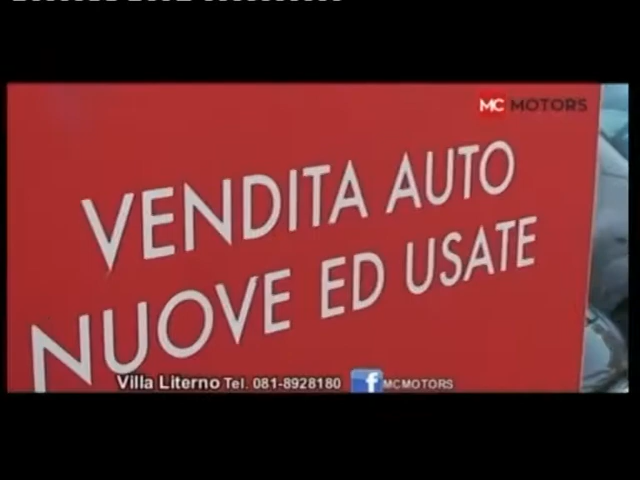 MC MOTORS
VENDITA AUTO
NUOVE ED USATE
Villa Literno Tel. 081-8928180 f MCMOTORS